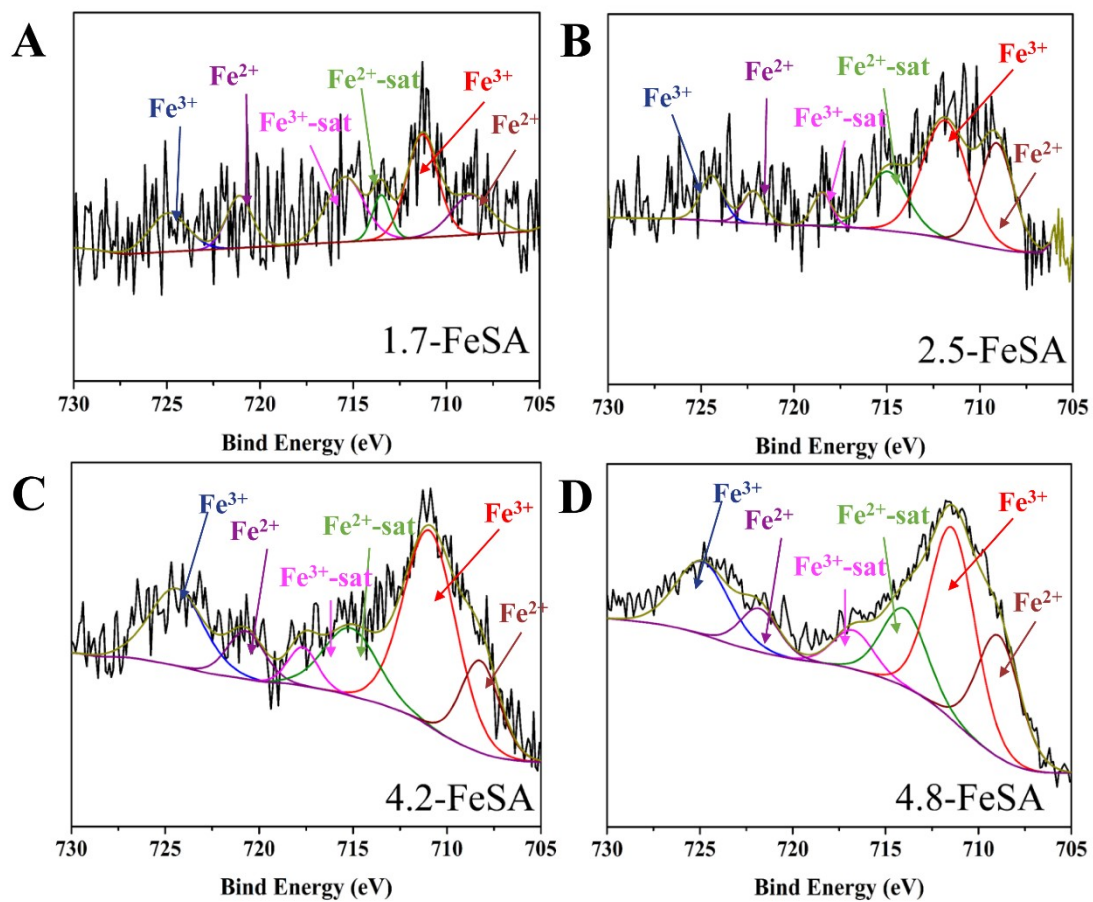 A
Fe³⁺
Fe²⁺
Fe³⁺-sat
Fe²⁺-sat
Fe³⁺
Fe²⁺
1.7-FeSA
730 725 720 715 710 705
Bind Energy (eV)
B
Fe³⁺
Fe²⁺
Fe³⁺-sat
Fe²⁺-sat
Fe³⁺
Fe²⁺
2.5-FeSA
730 725 720 715 710 705
Bind Energy (eV)
C
Fe³⁺
Fe²⁺
Fe³⁺-sat
Fe²⁺-sat
Fe³⁺
Fe²⁺
4.2-FeSA
730 725 720 715 710 705
Bind Energy (eV)
D
Fe³⁺
Fe²⁺
Fe³⁺-sat
Fe²⁺-sat
Fe³⁺
Fe²⁺
4.8-FeSA
730 725 720 715 710 705
Bind Energy (eV)